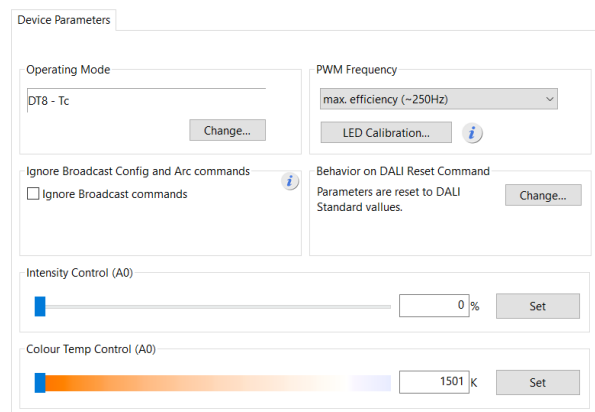 Device Parameters
Operating Mode
DT8 - Tc
Change...
PWM Frequency
max. efficiency (~250Hz)
LED Calibration...
i
Ignore Broadcast Config and Arc commands
i
Ignore Broadcast commands
Behavior on DALI Reset Command
Parameters are reset to DALI
Standard vallues.
Change...
Intensity Control (A0)
0 %
Set
Colour Temp Control (A0)
1501 K
Set